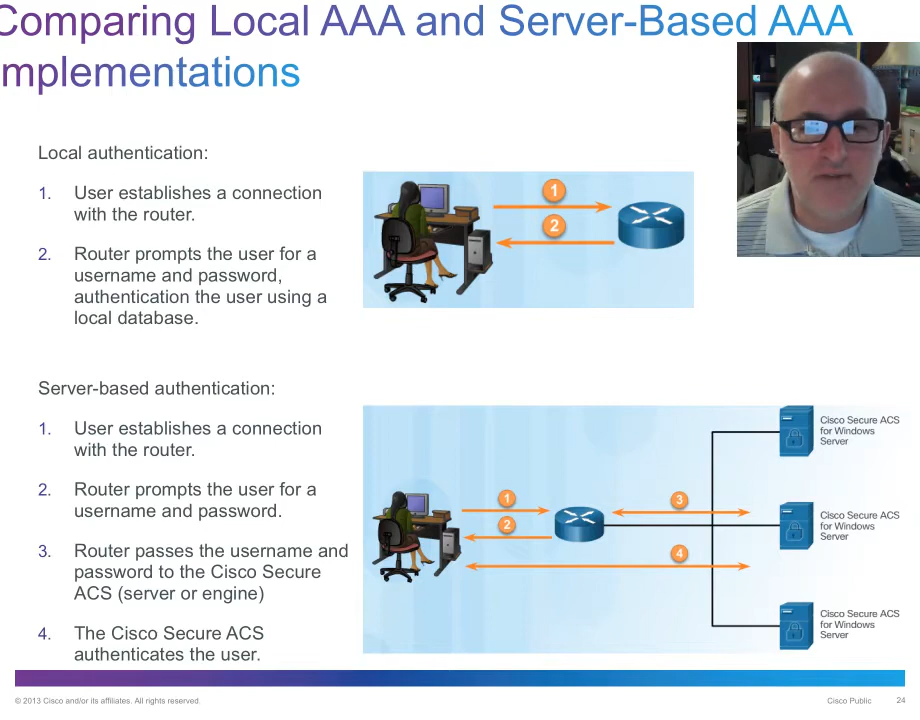 Comparing Local AAA and Server-Based AAA
mplementations
Local authentication:
1. User establishes a connection
with the router.
2. Router prompts the user for a
username and password,
authentication the user using a
local database.
1
2
Server-based authentication:
1. User establishes a connection
with the router.
2. Router prompts the user for a
username and password.
3. Router passes the username and
password to the Cisco Secure
ACS (server or engine)
4. The Cisco Secure ACS
authenticates the user.
Cisco Secure ACS
for Windows
Server
1
2
3
4
Cisco Secure ACS
for Windows
Server
Cisco Secure ACS
for Windows
Server
© 2013 Cisco and/or its affiliates. All rights reserved.
Cisco Public
24